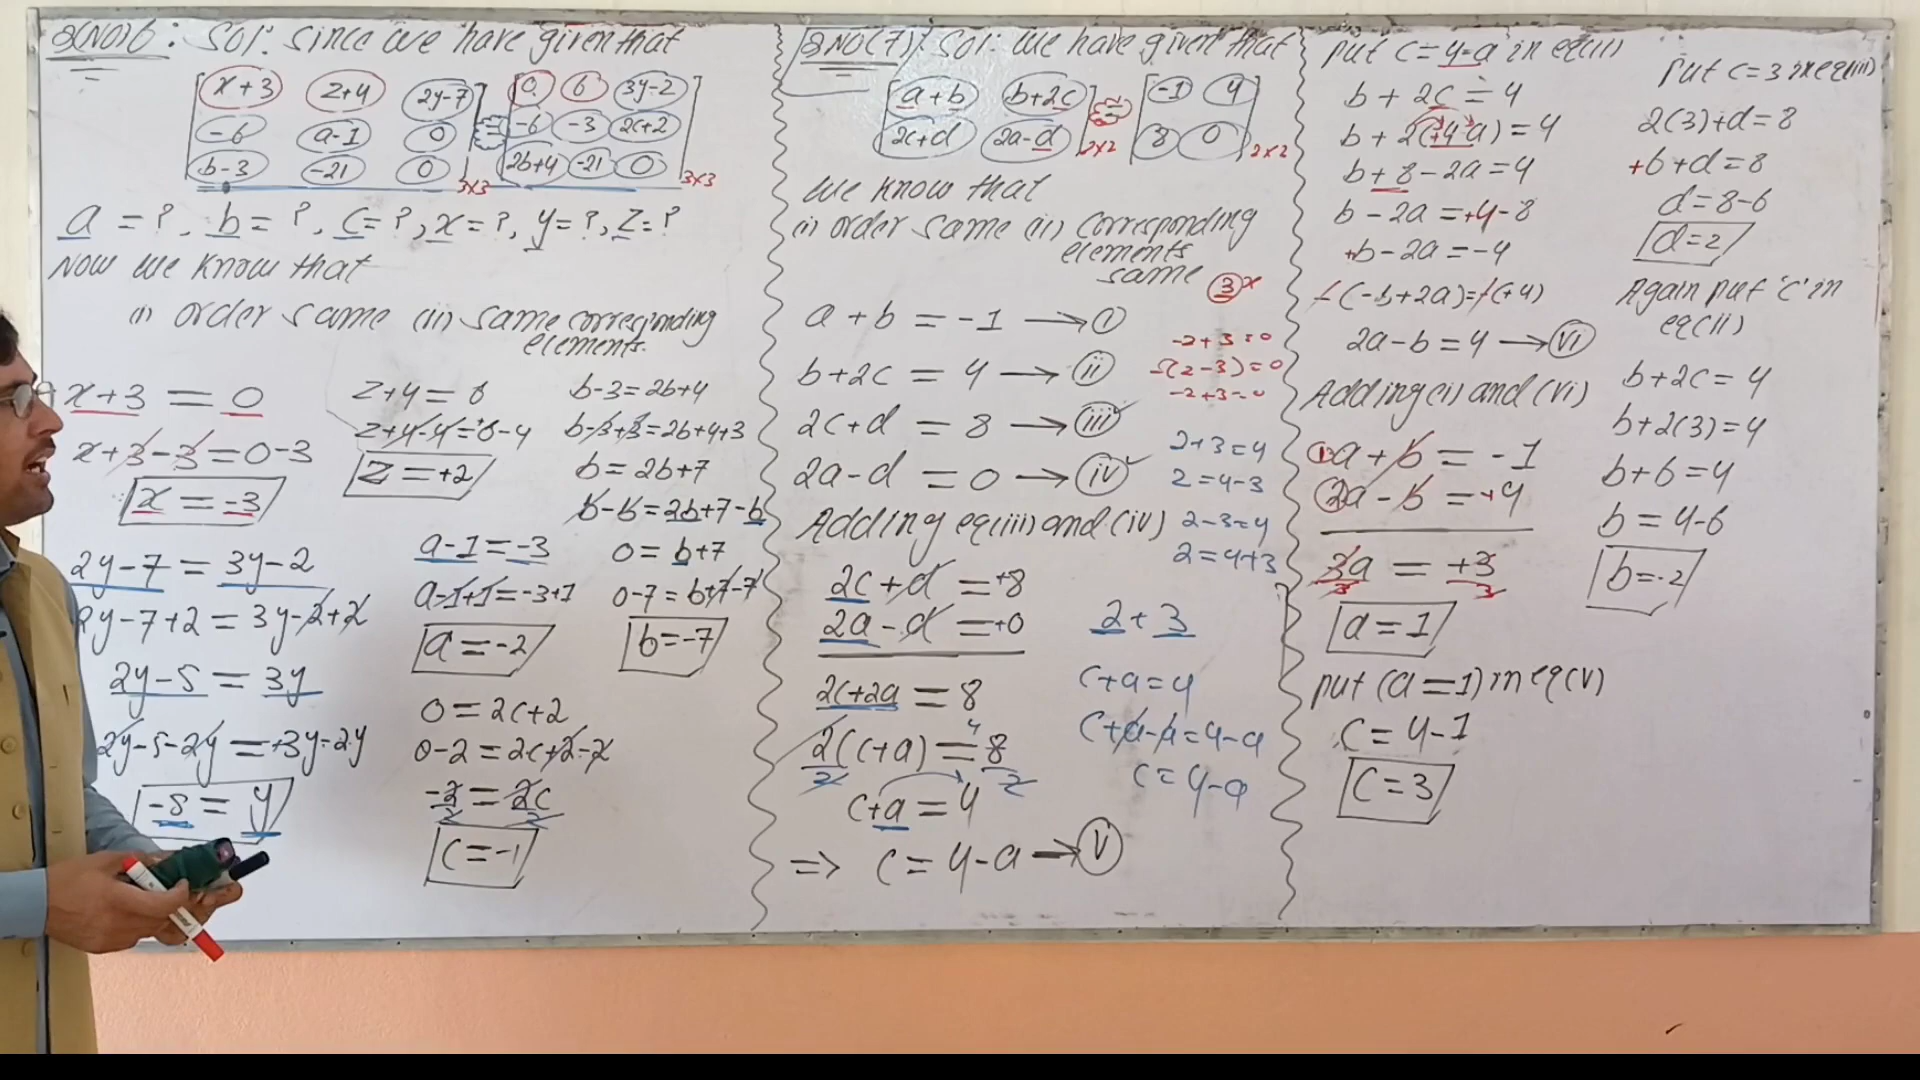 Q(NO)6: Sol: since we have given that
[x+3 z+4 2y-7] = [0 6 3y-2]
[-6 a-1 0] [-6 -3 2c+2]
[b-3 -21 0]3x3 [2b+4 -21 0]3x3
a=?, b=?, c=?, x=?, y=?, z=?
Now we know that
(i) order same (ii) same corresponding
elements.
x+3 = 0
x+3-3=0-3
x = -3
2y-7 = 3y-2
2y-7+2 = 3y-2+2
2y-5 = 3y
2y-5-2y = +3y-2y
-5 = y
z+4 = 6
z+4-4=+6-4
z = +2
a-1=-3
a-1+1=-3+1
a = -2
0 = 2c+2
0-2 = 2c+2-2
-2/2 = 2c/2
c = -1
b-3=2b+4
b-3+3=2b+4+3
b = 2b+7
b-b=2b+7-b
0 = b+7
0-7=b+7-7
b=-7
Q NO(7) Sol: we have given that
[a+b b+2c] = [-1 4]
[2c+d 2a-d]2x2 [8 0]2x2
we know that
(i) order same (ii) corresponding
elements
same
a+b = -1 → (i)
b+2c = 4 → (ii)
2c+d = 8 → (iii)
2a-d = 0 → (iv)
3x
-2+3=0
-(2-3)=0
-2+3=0
2+3=4
2=4-3
2-3=4
2=4+3
Adding eq(iii) and (iv)
2c+d = +8
2a-d = +0
2c+2a = 8
2(c+a)/2 = 8/2 4
c+a = 4
=> c = 4-a → (v)
2+3
c+a=4
c+a-a=4-a
c=4-a
put c=4-a in eq(ii)
b+2c = 4
b+2(+4-a) = 4
b+8-2a=4
b-2a=+4-8
+b-2a=-4
-(-b+2a)=-(+4)
2a-b=4 → (vi)
Adding (i) and (vi)
1a+b = -1
2a-b = +4
3a/3 = +3/3
a=1
put (a=1) in eq(v)
c=4-1
c=3
put c=3 in eq(iii)
2(3)+d=8
+6+d=8
d=8-6
d=2
Again put 'c' in
eq(ii)
b+2c=4
b+2(3)=4
b+6=4
b=4-6
b=-2